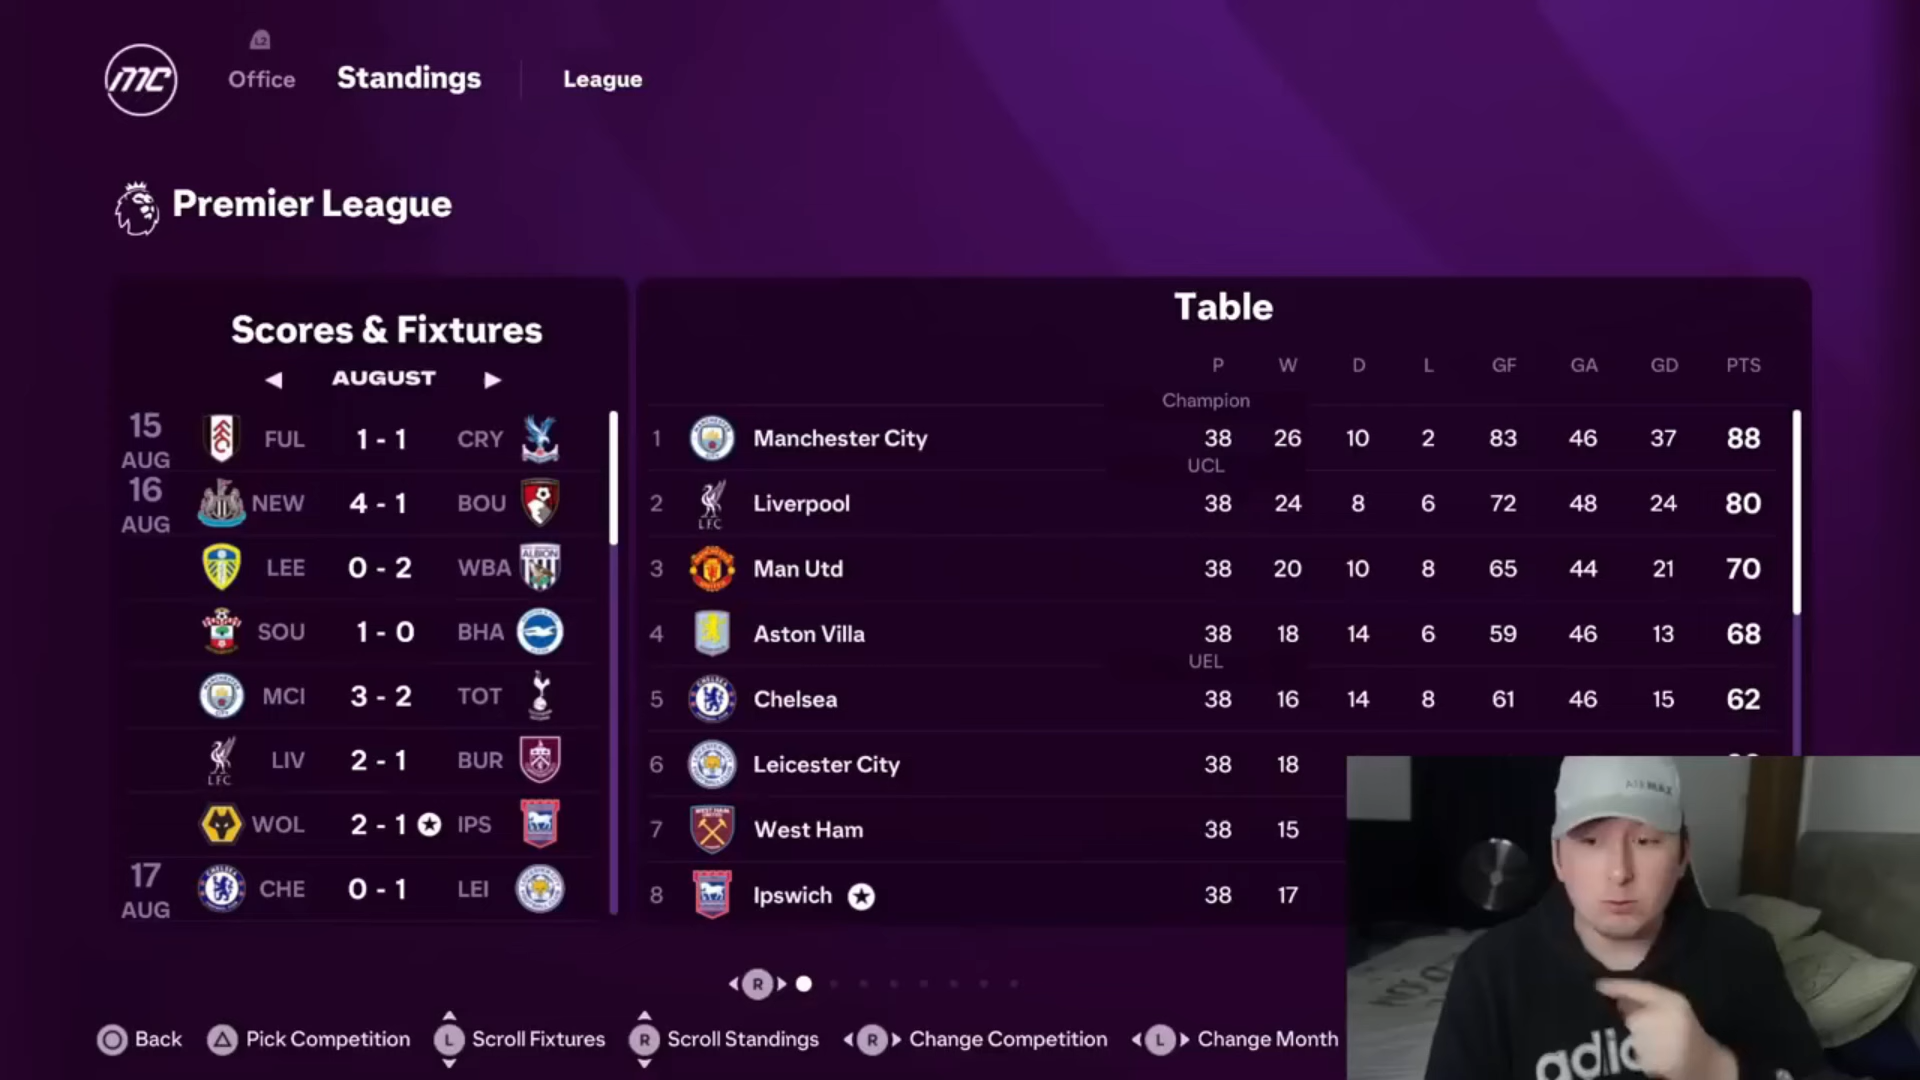 L2
MC
Office Standings League
Premier League
Scores & Fixtures
AUGUST
15 AUG FUL 1 - 1 CRY
16 AUG NEW 4 - 1 BOU
LEE 0 - 2 WBA
SOU 1 - 0 BHA
MCI 3 - 2 TOT
LIV 2 - 1 BUR
WOL 2 - 1 IPS
17 AUG CHE 0 - 1 LEI
Table
P W D L GF GA GD PTS
Champion
1 Manchester City 38 26 10 2 83 46 37 88
UCL
2 Liverpool 38 24 8 6 72 48 24 80
3 Man Utd 38 20 10 8 65 44 21 70
4 Aston Villa 38 18 14 6 59 46 13 68
UEL
5 Chelsea 38 16 14 8 61 46 15 62
6 Leicester City 38 18
7 West Ham 38 15
8 Ipswich 38 17
R
Back Pick Competition L Scroll Fixtures R Scroll Standings R Change Competition L Change Month